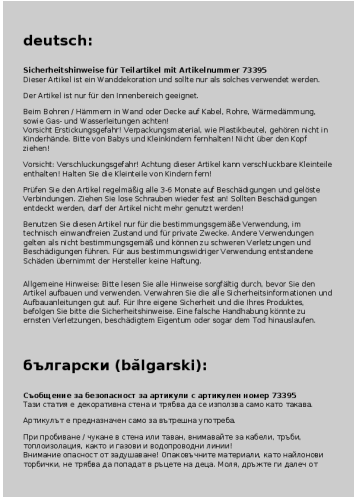 deutsch:
Sicherheitshinweise für Teilartikel mit Artikelnummer 73395
Dieser Artikel ist ein Wanddekoration und sollte nur als solches verwendet werden.
Der Artikel ist nur für den Innenbereich geeignet.
Beim Bohren / Hämmern in Wand oder Decke auf Kabel, Rohre, Wärmedämmung,
sowie Gas- und Wasserleitungen achten!
Vorsicht Erstickungsgefahr! Verpackungsmaterial, wie Plastikbeutel, gehören nicht in
Kinderhände. Bitte von Babys und Kleinkindern fernhalten! Nicht über den Kopf
ziehen!
Vorsicht: Verschluckungsgefahr! Achtung dieser Artikel kann verschluckbare Kleinteile
enthalten! Halten Sie die Kleinteile von Kindern fern!
Prüfen Sie den Artikel regelmäßig alle 3-6 Monate auf Beschädigungen und gelöste
Verbindungen. Ziehen Sie lose Schrauben wieder fest an! Sollten Beschädigungen
entdeckt werden, darf der Artikel nicht mehr genutzt werden!
Benutzen Sie diesen Artikel nur für die bestimmungsgemäße Verwendung, im
technisch einwandfreien Zustand und für private Zwecke. Andere Verwendungen
gelten als nicht bestimmungsgemäß und können zu schweren Verletzungen und
Beschädigungen führen. Für aus bestimmungswidriger Verwendung entstandene
Schäden übernimmt der Hersteller keine Haftung.
Allgemeine Hinweise: Bitte lesen Sie alle Hinweise sorgfältig durch, bevor Sie den
Artikel aufbauen und verwenden. Verwahren Sie die alle Sicherheitsinformationen und
Aufbauanleitungen gut auf. Für Ihre eigene Sicherheit und die Ihres Produktes,
befolgen Sie bitte die Sicherheitshinweise. Eine falsche Handhabung könnte zu
ernsten Verletzungen, beschädigtem Eigentum oder sogar dem Tod hinauslaufen.
български (bălgarski):
Съобщение за безопасност за артикули с артикулен номер 73395
Тази статия е декоративна стена и трябва да се използва само като такава.
Артикулът е предназначен само за вътрешна употреба.
При пробиване / чукане в стена или таван, внимавайте за кабели, тръби,
топлоизолация, както и газови и водопроводни линии!
Внимание опасност от задушаване! Опаковъчните материали, като найлонови
торбички, не трябва да попадат в ръцете на деца. Моля, дръжте ги далеч от